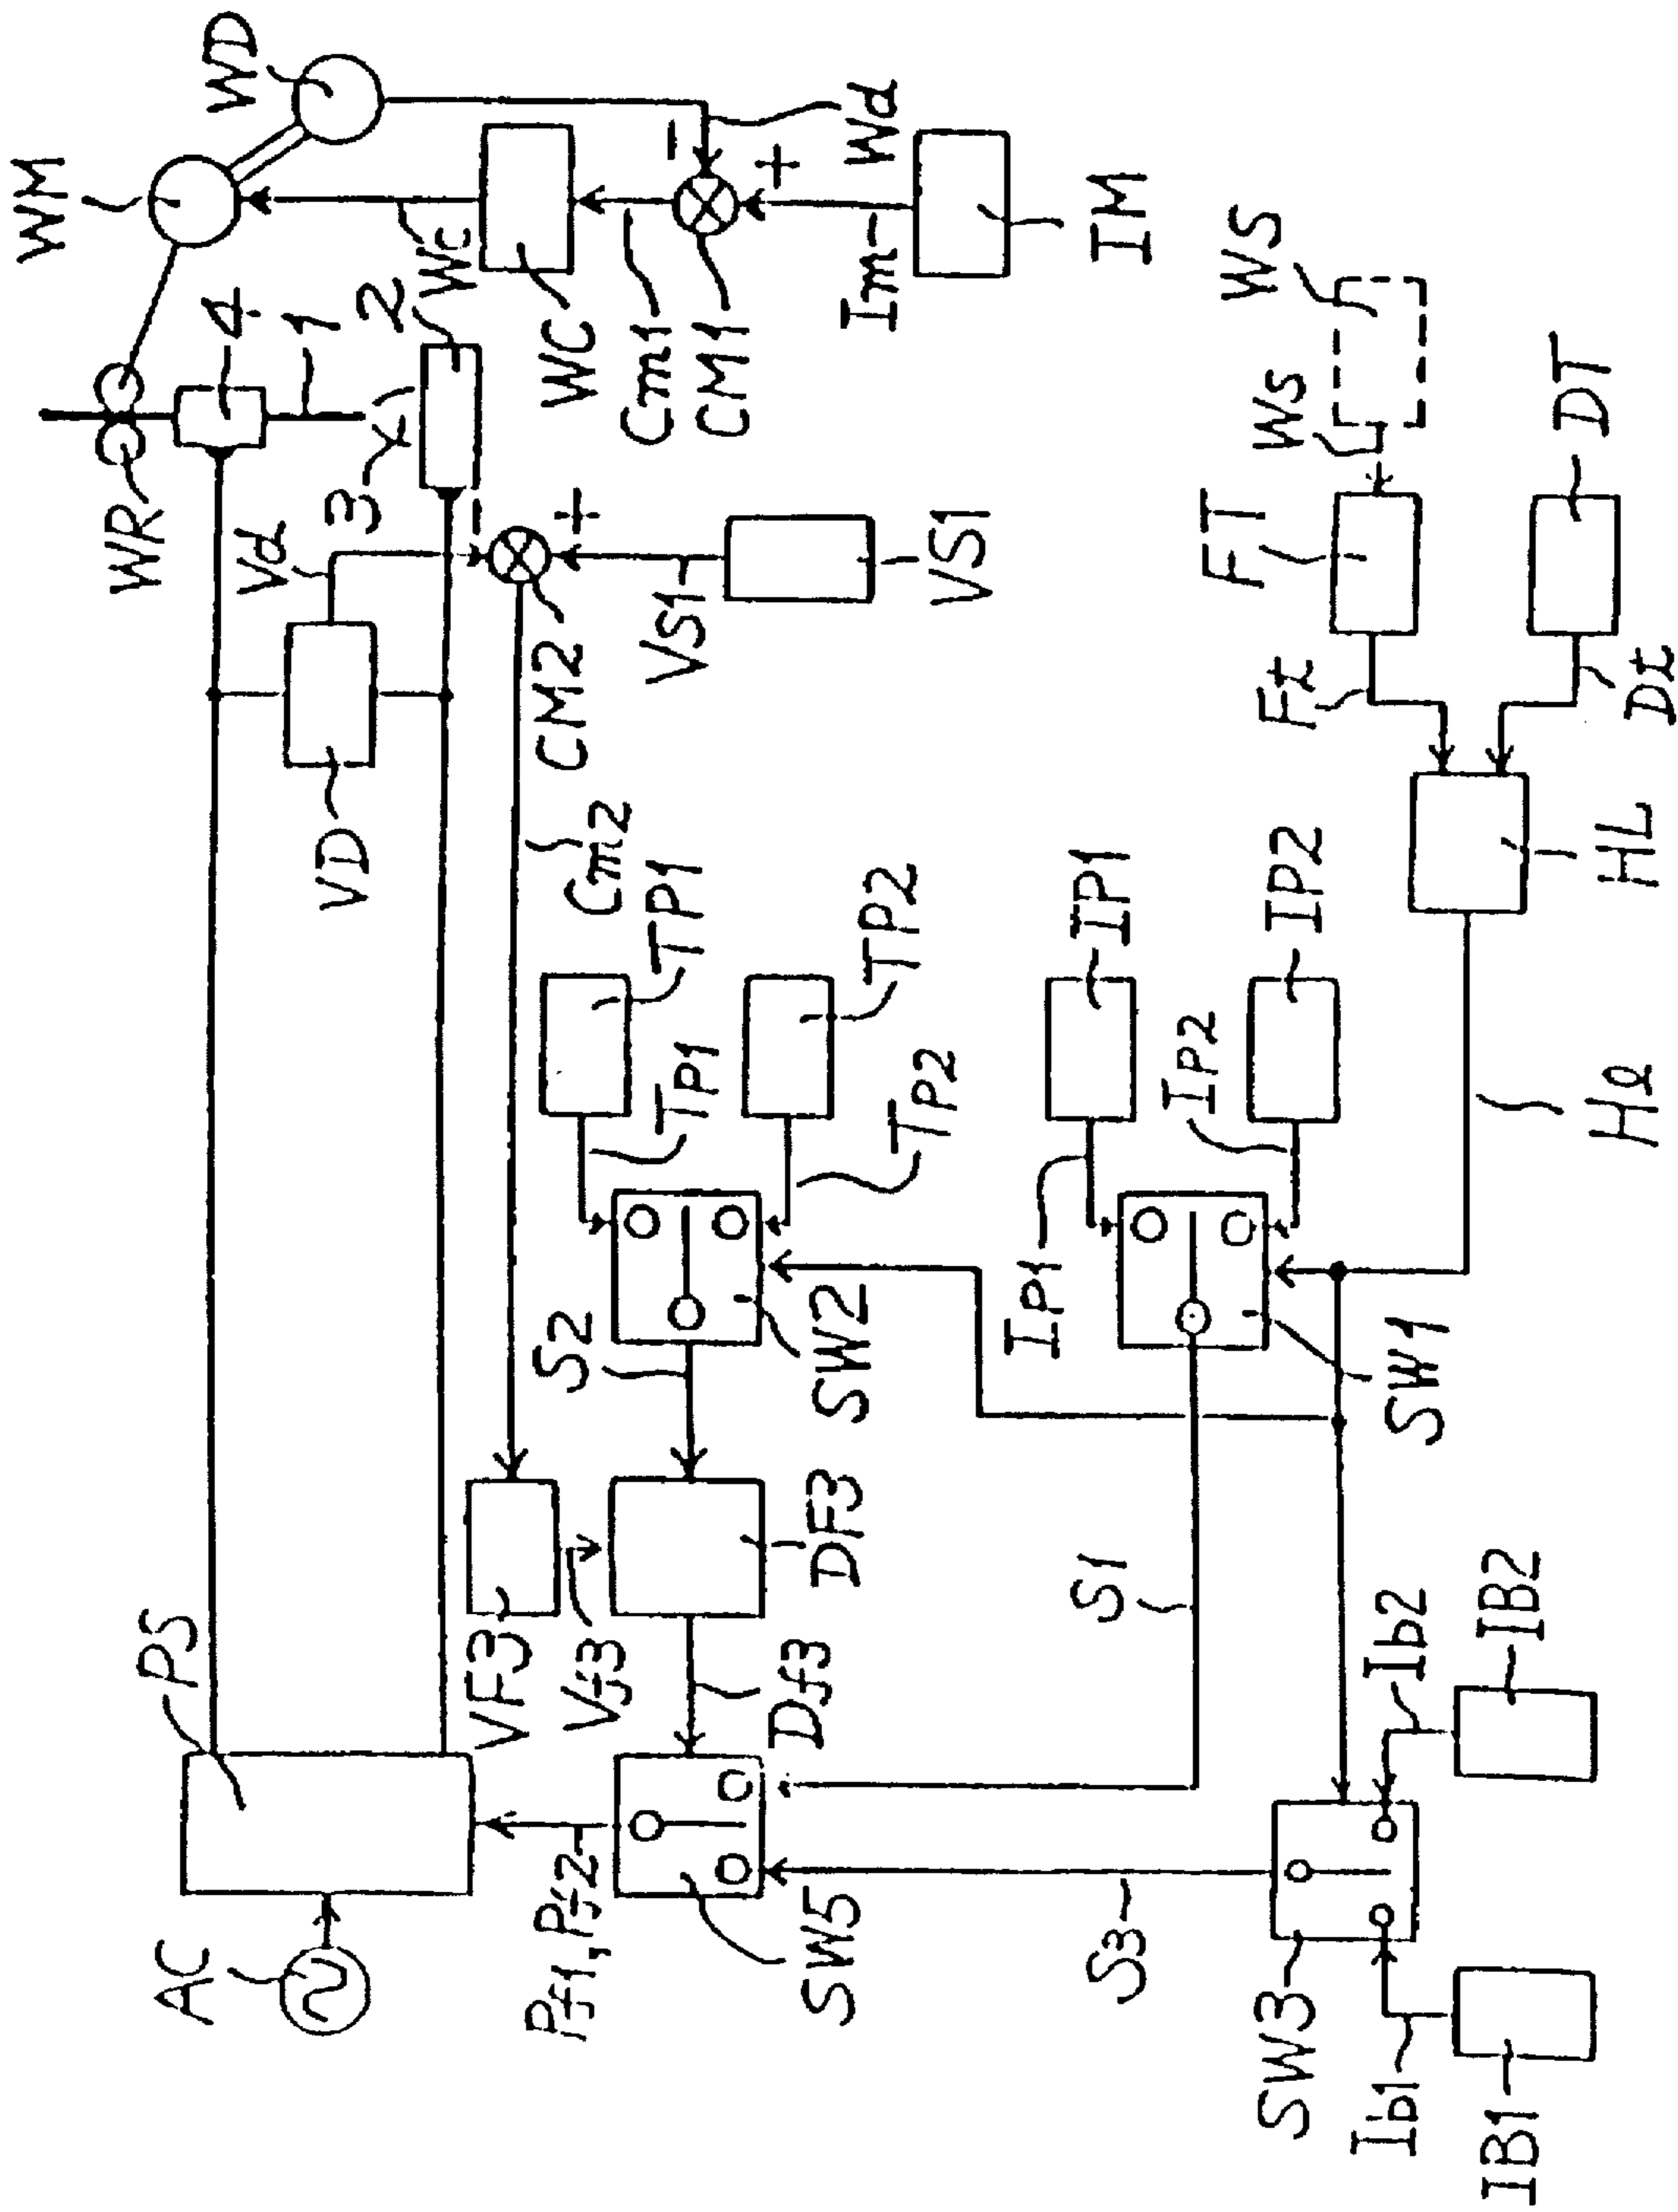 WM
WD
4
1
2
WC
3
WR
Vd
WC
Cm1
CM1
Wd
Im
IM
-
+
-
+
VD
CM2
VS1
VS1
Cm2
WS
Ws
FT
DT
Ft
Dt
HL
Hl
TP1
TP1
TP2
TP2
IP1
IP1
IP2
IP2
S2
SW2
SW1
PS
VF3
Vf3
DF3
Df3
S1
AC
Pf1, Pf2
SW5
S3
SW3
Ib2
IB2
Ib1
IB1